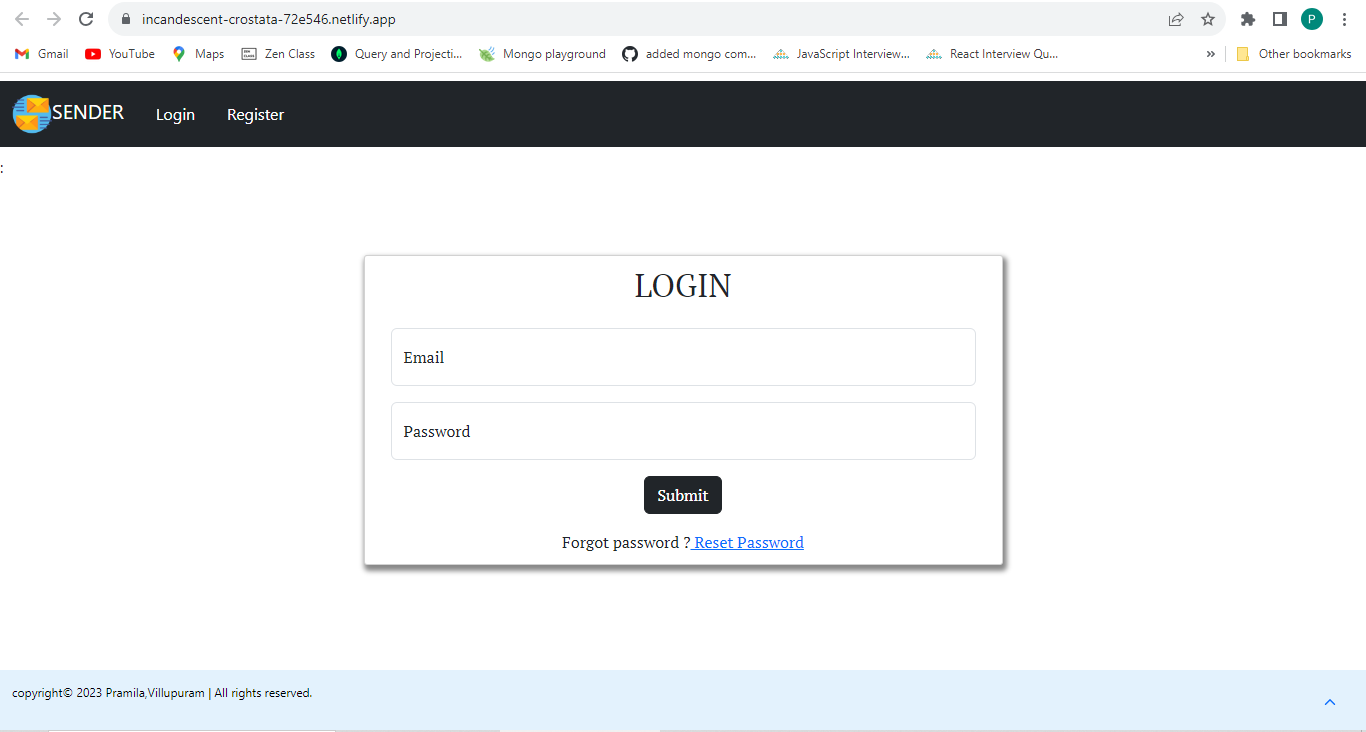 incandescent-crostata-72e546.netlify.app
P
Gmail YouTube Maps Zen Class Query and Projecti... Mongo playground added mongo com... JavaScript Interview... React Interview Qu... » Other bookmarks
SENDER Login Register
:
LOGIN
Email
Password
Submit
Forgot password ? Reset Password
copyright© 2023 Pramila,Villupuram | All rights reserved.